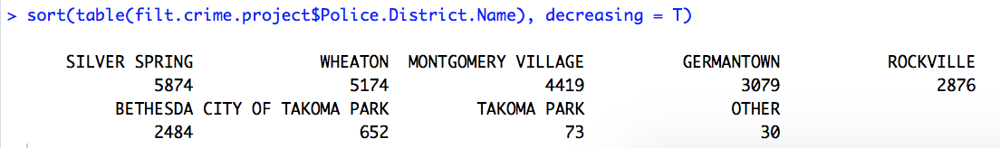 > sort(table(filt.crime.project$Police.District.Name), decreasing = T)
SILVER SPRING WHEATON MONTGOMERY VILLAGE GERMANTOWN ROCKVILLE
5874 5174 4419 3079 2876
BETHESDA CITY OF TAKOMA PARK TAKOMA PARK OTHER
2484 652 73 30